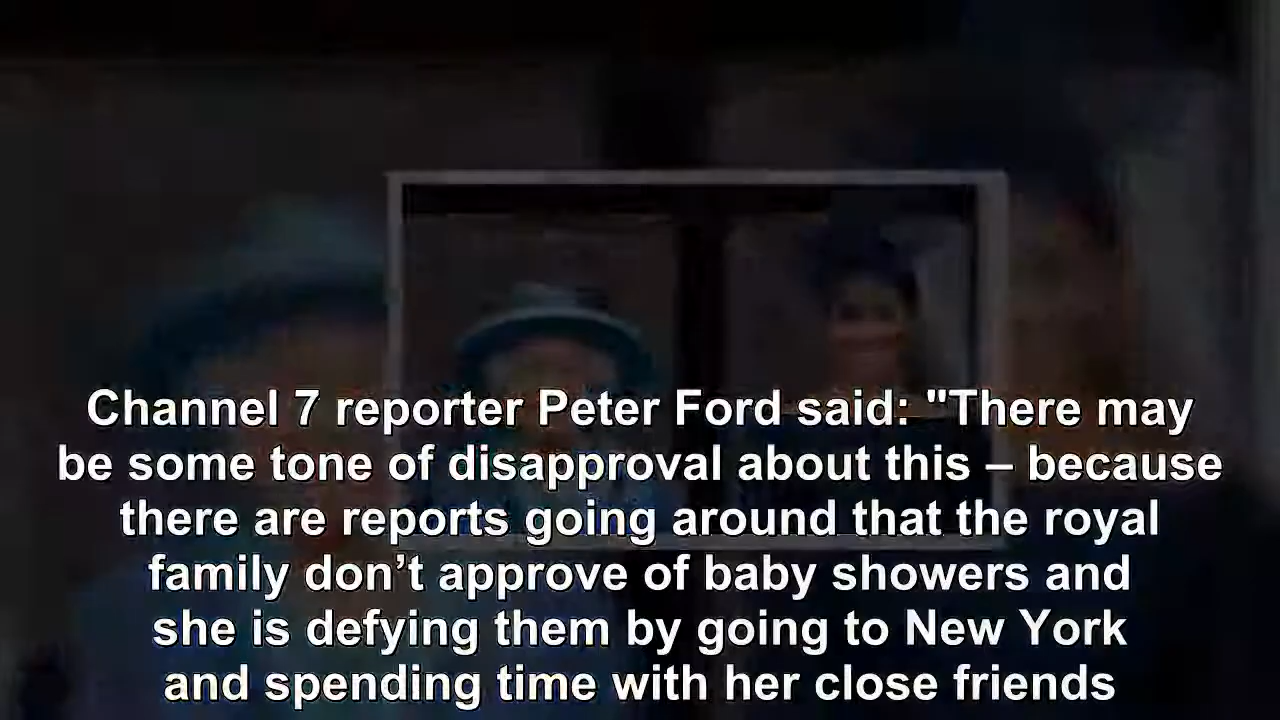 Channel 7 reporter Peter Ford said: "There may
be some tone of disapproval about this – because
there are reports going around that the royal
family don’t approve of baby showers and
she is defying them by going to New York
and spending time with her close friends